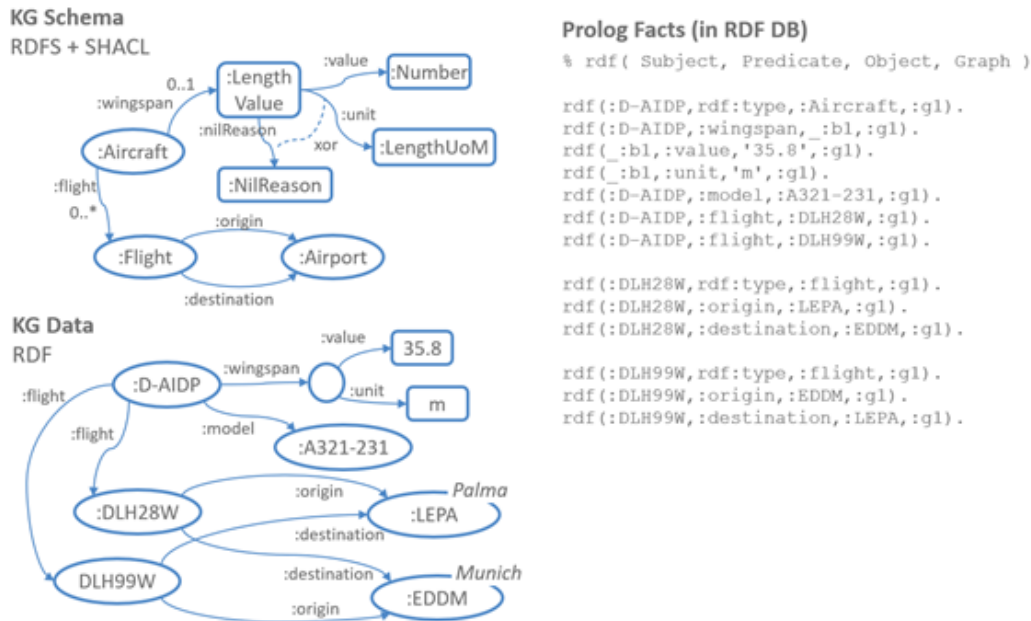 KG Schema
RDFS + SHACL
:wingspan
0..1
:Length
Value
:value
:Number
:unit
:LengthUoM
:nilReason
xor
:NilReason
:Aircraft
:flight
0..*
:Flight
:origin
:Airport
:destination
KG Data
RDF
:D-AIDP
:wingspan
:value
35.8
:unit
m
:flight
:flight
:model
:A321-231
:DLH28W
:origin
Palma
:LEPA
:destination
DLH99W
:destination
Munich
:EDDM
:origin
Prolog Facts (in RDF DB)
% rdf( Subject, Predicate, Object, Graph )
rdf(:D-AIDP,rdf:type,:Aircraft,:g1).
rdf(:D-AIDP,:wingspan,_:b1,:g1).
rdf(_:b1,:value,'35.8',:g1).
rdf(_:b1,:unit,'m',:g1).
rdf(:D-AIDP,:model,:A321-231,:g1).
rdf(:D-AIDP,:flight,:DLH28W,:g1).
rdf(:D-AIDP,:flight,:DLH99W,:g1).
rdf(:DLH28W,rdf:type,:flight,:g1).
rdf(:DLH28W,:origin,:LEPA,:g1).
rdf(:DLH28W,:destination,:EDDM,:g1).
rdf(:DLH99W,rdf:type,:flight,:g1).
rdf(:DLH99W,:origin,:EDDM,:g1).
rdf(:DLH99W,:destination,:LEPA,:g1).